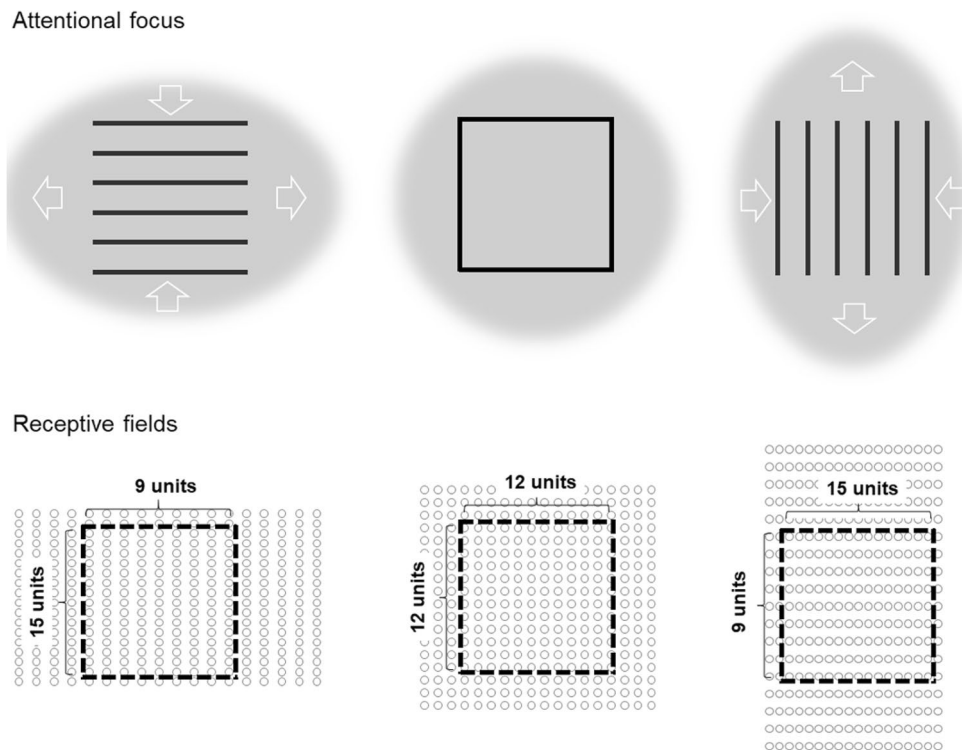 Attentional focus
Receptive fields
9 units
15 units
12 units
12 units
15 units
9 units